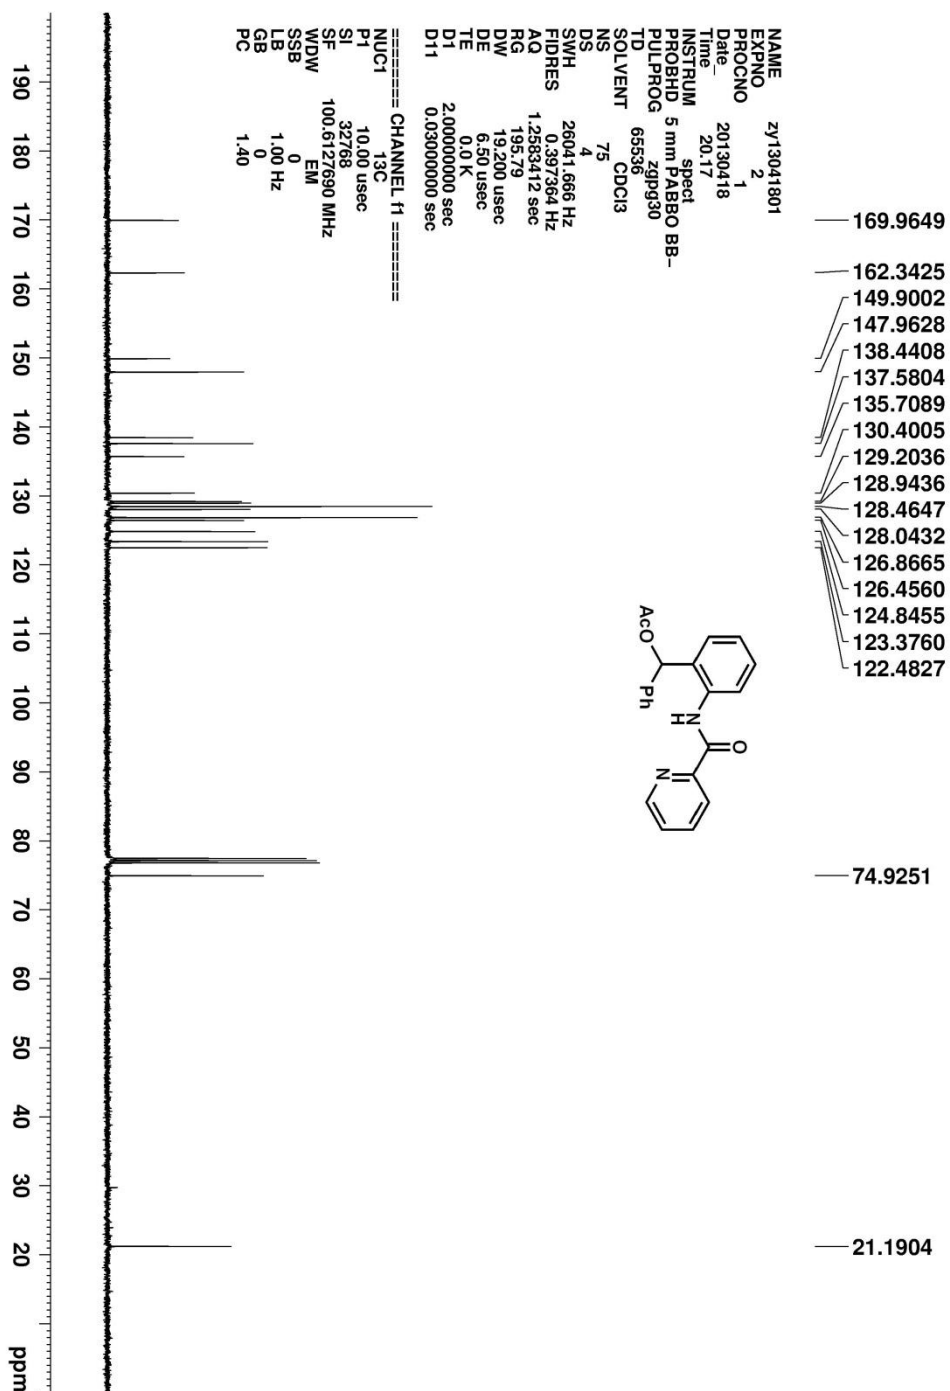 NAME zy13041801
EXPNO 2
PROCNO 1
Date_ 20130418
Time 20.17
INSTRUM spect
PROBHD 5 mm PABBO BB-
PULPROG zgpg30
TD 65536
SOLVENT CDCl3
NS 75
DS 4
SWH 26041.666 Hz
FIDRES 0.397364 Hz
AQ 1.2583412 sec
RG 195.79
DW 19.200 usec
DE 6.50 usec
TE 0.0 K
D1 2.00000000 sec
D11 0.03000000 sec
======== CHANNEL f1 ========
NUC1 13C
P1 10.00 usec
SI 32768
SF 100.6127690 MHz
WDW EM
SSB 0
LB 1.00 Hz
GB 0
PC 1.40
169.9649
162.3425
149.9002
147.9628
138.4408
137.5804
135.7089
130.4005
129.2036
128.9436
128.4647
128.0432
126.8665
126.4560
124.8455
123.3760
122.4827
74.9251
21.1904
AcO
Ph
N
H
O
N
190 180 170 160 150 140 130 120 110 100 90 80 70 60 50 40 30 20 ppm